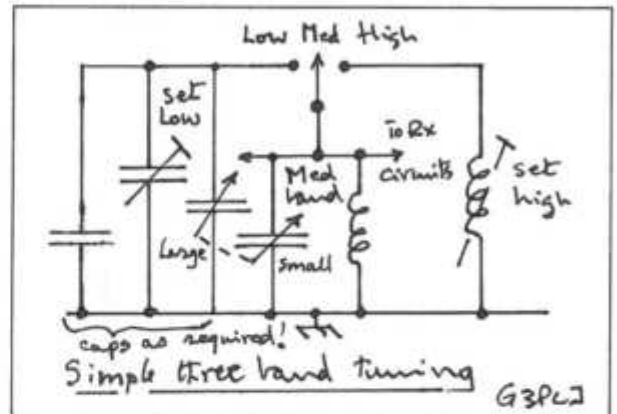 Low Med High
set
Low
To Rx
circuits
Med
band
set
high
Large
small
caps as required!
Simple three band tuning
G3PCJ